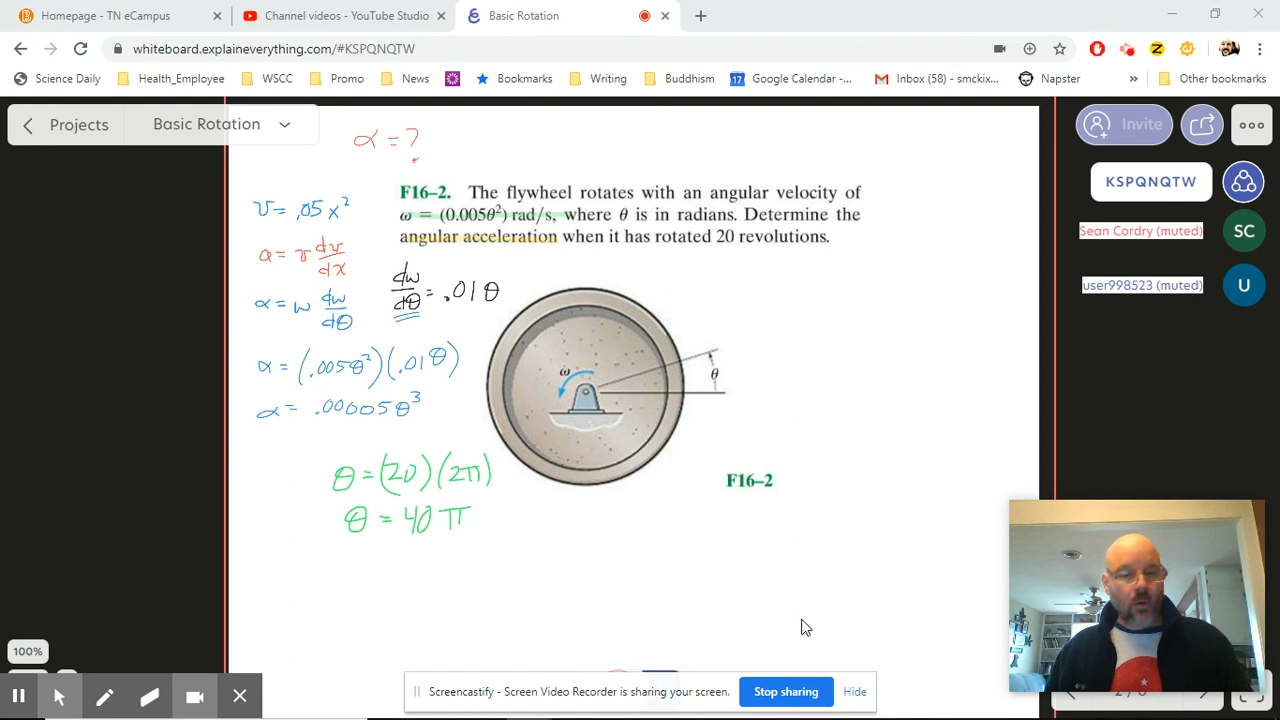 Homepage - TN eCampus
Channel videos - YouTube Studio
Basic Rotation
whiteboard.explaineverything.com/#KSPQNQTW
Science Daily Health_Employee WSCC Promo News Bookmarks Writing Buddhism Google Calendar -... Inbox (58) - smckix... Napster » Other bookmarks
Projects
Basic Rotation
Invite
KSPQNQTW
Sean Cordry (muted)
SC
user998523 (muted)
U
α = ?
F16–2. The flywheel rotates with an angular velocity of
ω = (0.005θ²) rad/s, where θ is in radians. Determine the
angular acceleration when it has rotated 20 revolutions.
v = .05x²
a = v dv/dx
α = ω dω/dθ
dω/dθ = .01θ
α = (.005θ²)(.01θ)
α = .00005θ³
θ = (20)(2π)
θ = 40π
ω
θ
F16–2
100%
Screencastify - Screen Video Recorder is sharing your screen.
Stop sharing
Hide